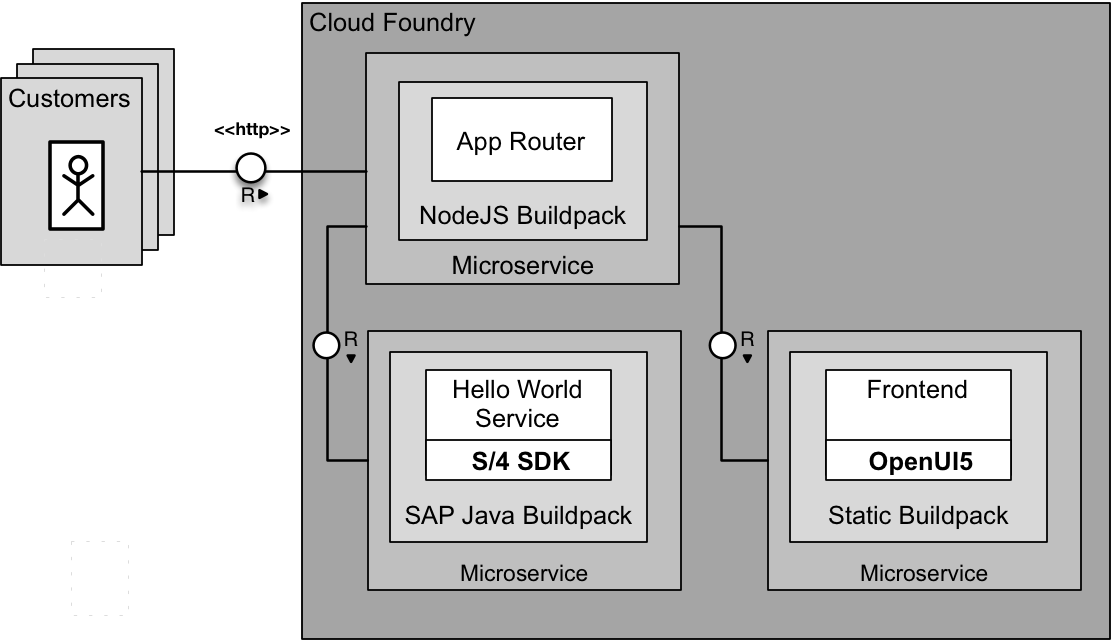 Cloud Foundry
Customers
<<http>>
R
App Router
NodeJS Buildpack
Microservice
R
R
Hello World
Service
S/4 SDK
SAP Java Buildpack
Microservice
Frontend
OpenUI5
Static Buildpack
Microservice